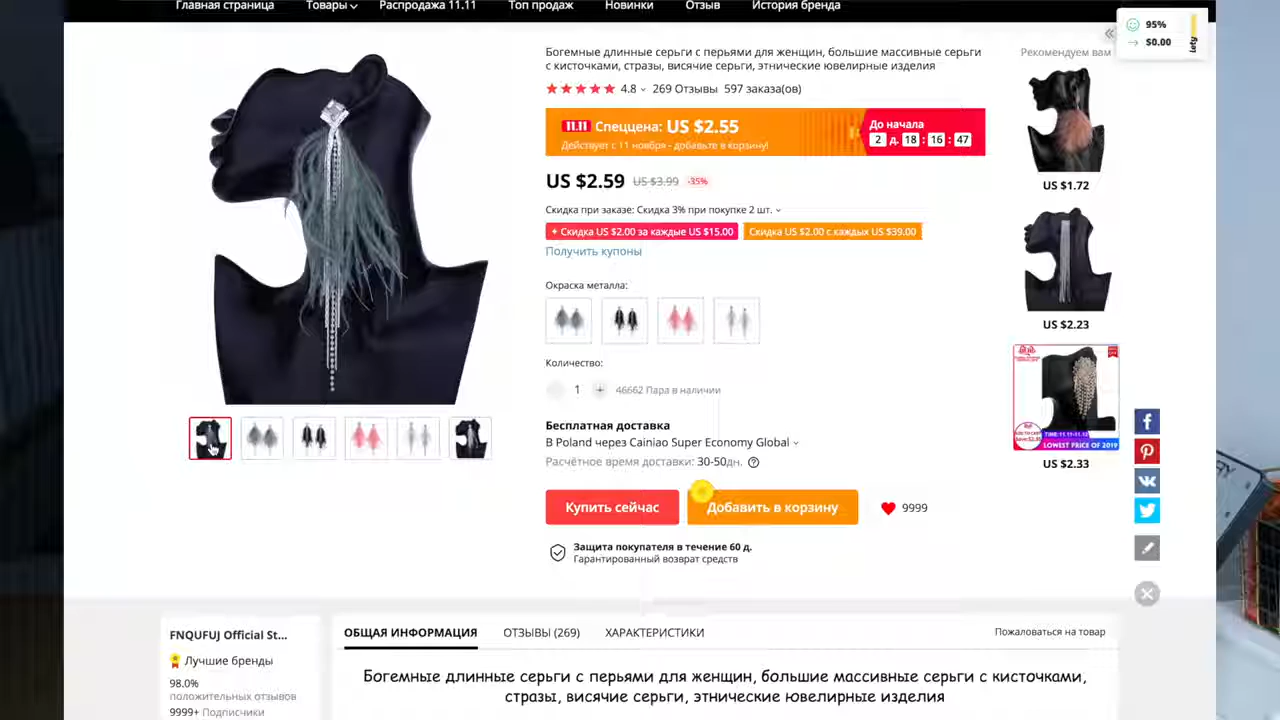 Главная страница
Товары
Распродажа 11.11
Топ продаж
Новинки
Отзыв
История бренда
95%
$0.00
letyshops
Рекомендуем вам
Богемные длинные серьги с перьями для женщин, большие массивные серьги
с кисточками, стразы, висячие серьги, этнические ювелирные изделия
4.8
269 Отзывы
597 заказа(ов)
11.11 Спеццена: US $2.55
Действует с 11 ноября - добавьте в корзину!
До начала
2 д. 18 : 16 : 47
US $2.59 US $3.99 -35%
US $1.72
Скидка при заказе: Скидка 3% при покупке 2 шт.
+ Скидка US $2.00 за каждые US $15.00
Скидка US $2.00 с каждых US $39.00
Получить купоны
Окраска металла:
US $2.23
Количество:
1
46662 Пара в наличии
Бесплатная доставка
В Poland через Cainiao Super Economy Global
Расчётное время доставки: 30-50дн.
LOWEST PRICE OF 2019
US $2.33
Купить сейчас
Добавить в корзину
9999
Защита покупателя в течение 60 д.
Гарантированный возврат средств
FNQUFUJ Official St...
Лучшие бренды
98.0%
положительных отзывов
9999+ Подписчики
ОБЩАЯ ИНФОРМАЦИЯ
ОТЗЫВЫ (269)
ХАРАКТЕРИСТИКИ
Пожаловаться на товар
Богемные длинные серьги с перьями для женщин, большие массивные серьги с кисточками,
стразы, висячие серьги, этнические ювелирные изделия